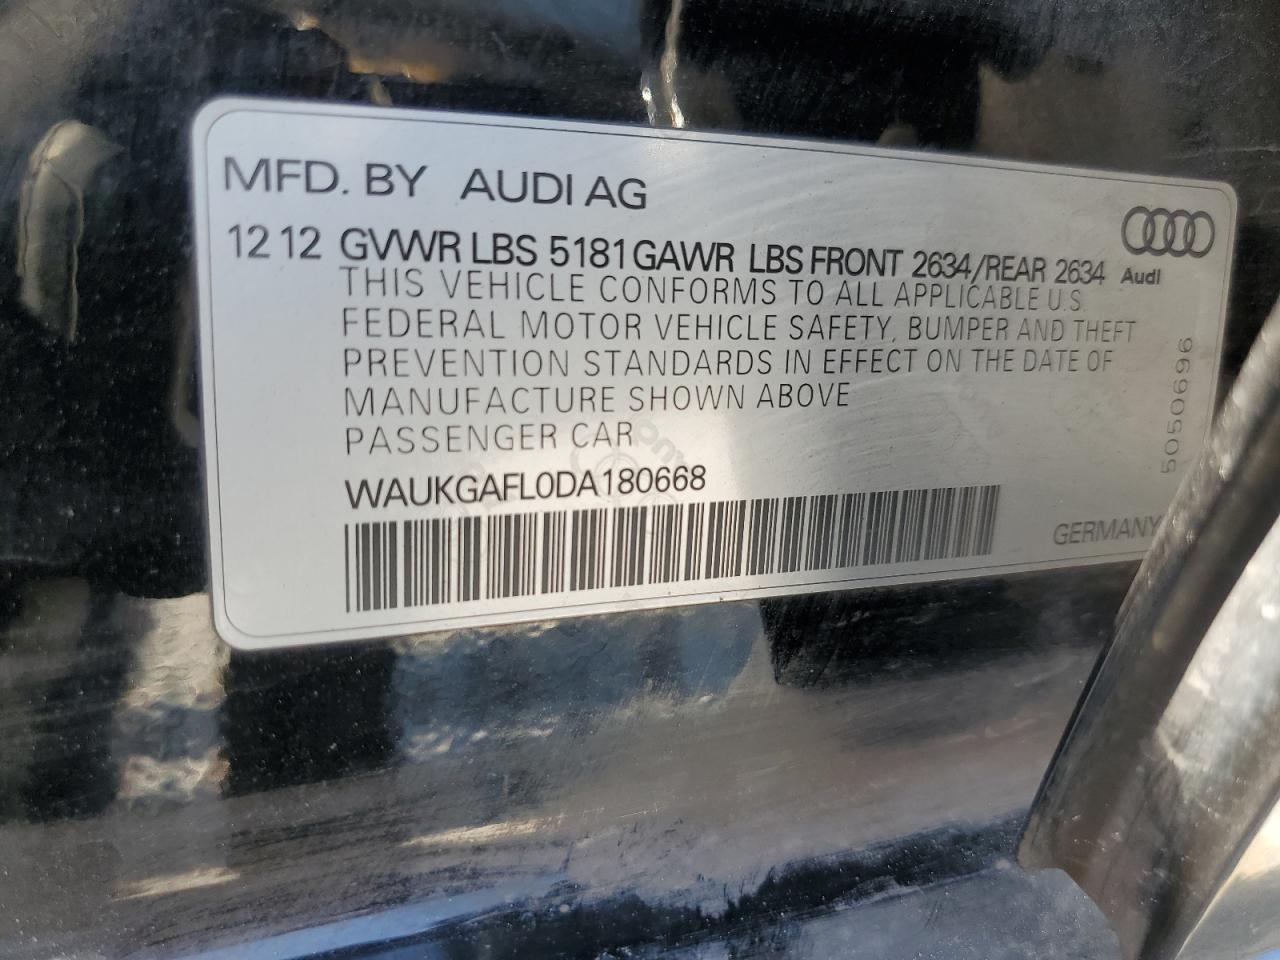 MFD. BY AUDI AG
12 12 GVWR LBS 5181 GAWR LBS FRONT 2634/REAR 2634
Audi
THIS VEHICLE CONFORMS TO ALL APPLICABLE U.S.
FEDERAL MOTOR VEHICLE SAFETY, BUMPER AND THEFT
PREVENTION STANDARDS IN EFFECT ON THE DATE OF
MANUFACTURE SHOWN ABOVE
PASSENGER CAR
WAUKGAFL0DA180668
GERMANY
5050696